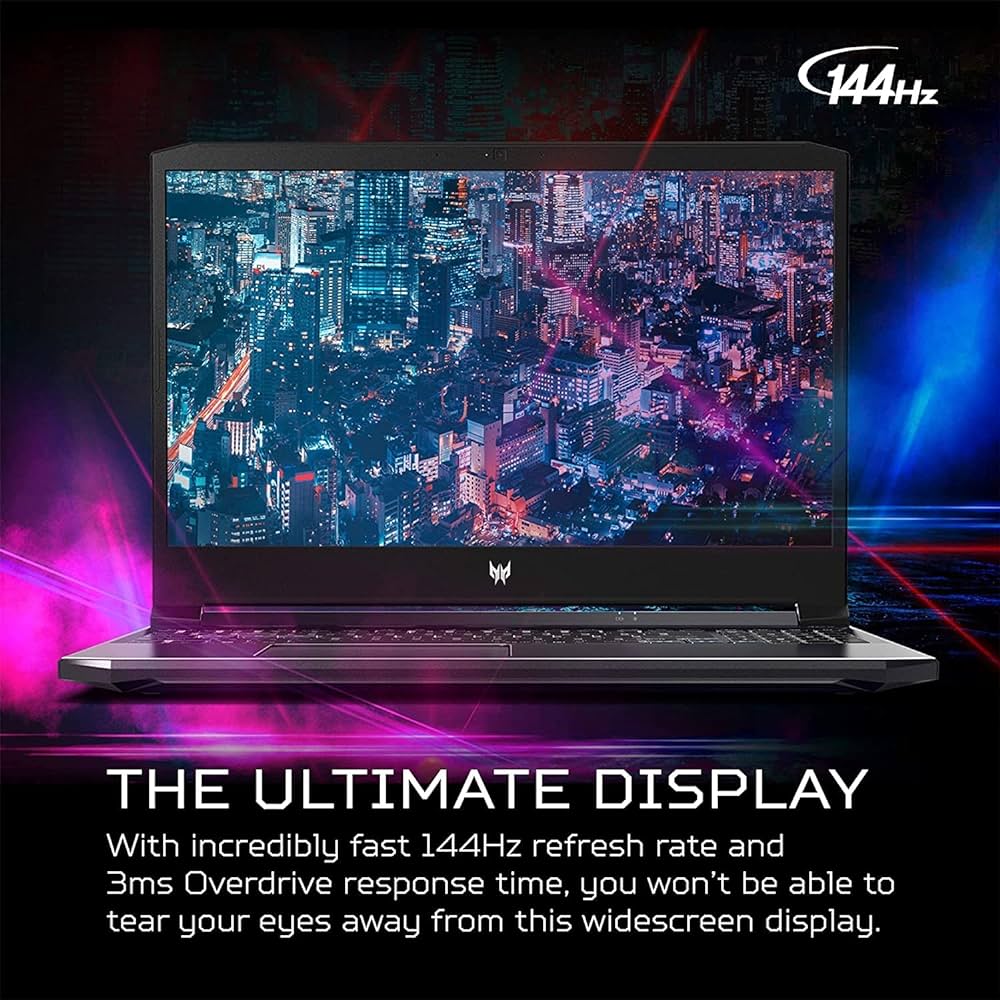 144Hz
THE ULTIMATE DISPLAY
With incredibly fast 144Hz refresh rate and
3ms Overdrive response time, you won't be able to
tear your eyes away from this widescreen display.